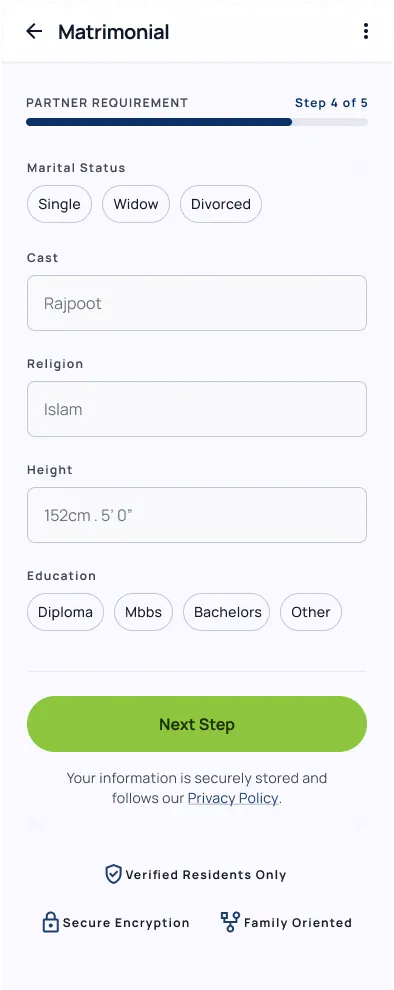 Matrimonial
PARTNER REQUIREMENT
Step 4 of 5
Marital Status
Single
Widow
Divorced
Cast
Rajpoot
Religion
Islam
Height
152cm . 5’ 0”
Education
Diploma
Mbbs
Bachelors
Other
Next Step
Your information is securely stored and
follows our Privacy Policy.
Verified Residents Only
Secure Encryption
Family Oriented